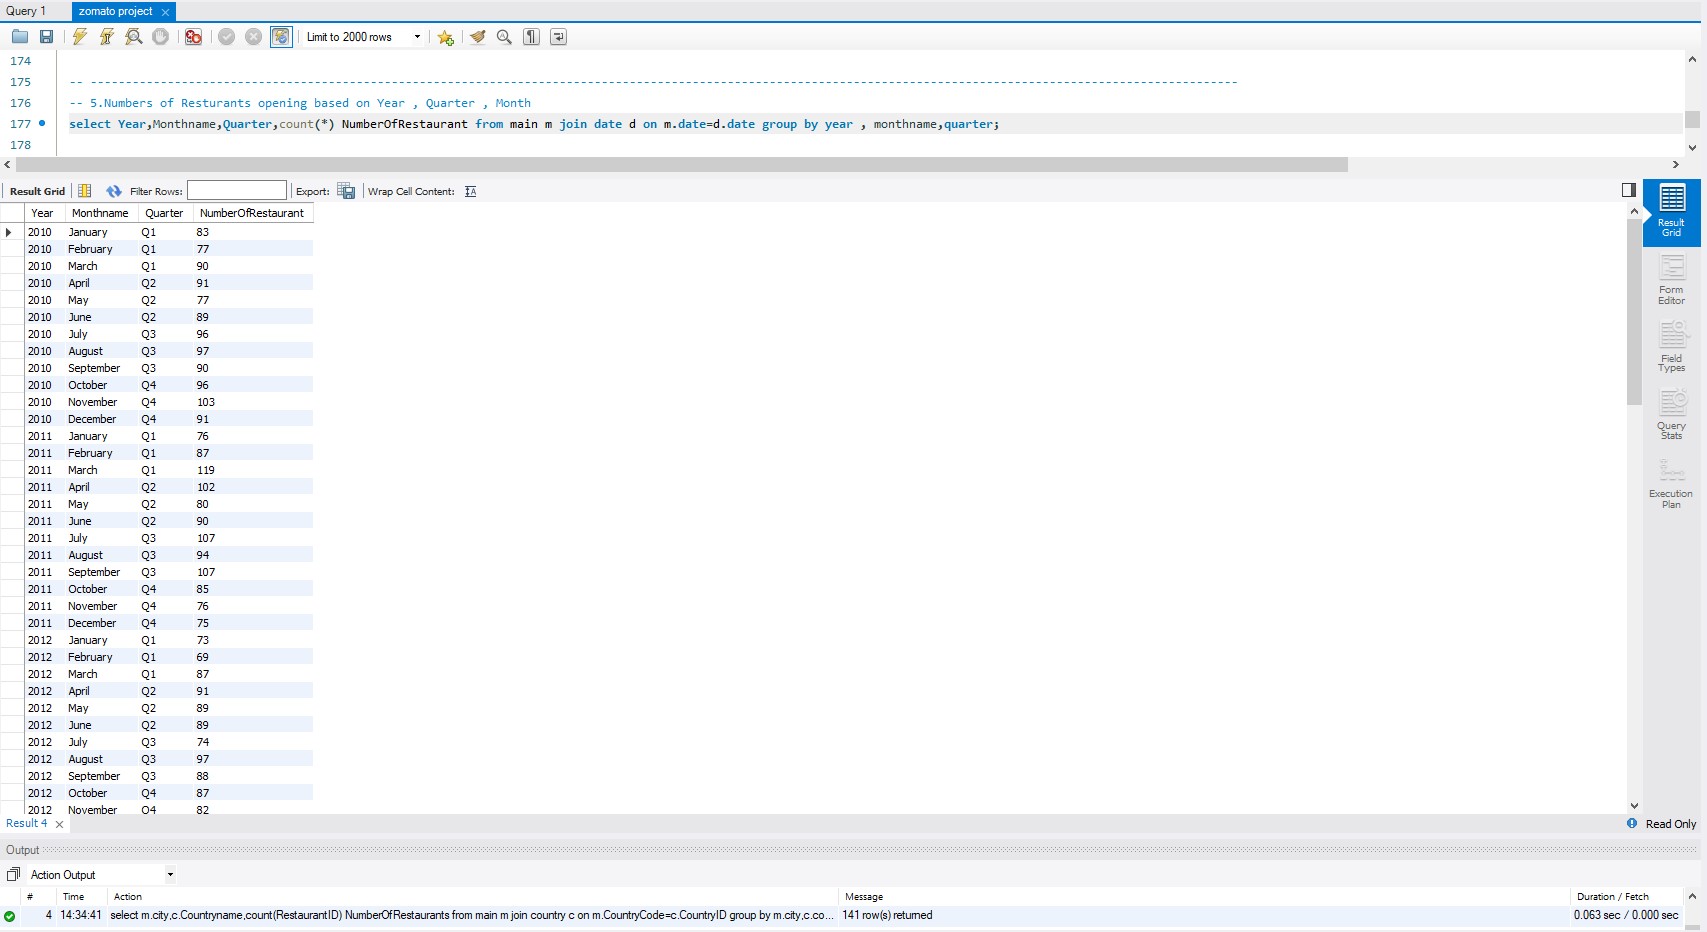 Query 1 zomato project
Limit to 2000 rows
174
175 -- --------------------------------------------------------------------------------------------------------------------------------------------------------------------
176 -- 5.Numbers of Resturants opening based on Year , Quarter , Month
177 select Year,Monthname,Quarter,count(*) NumberOfRestaurant from main m join date d on m.date=d.date group by year , monthname,quarter;
178
Result Grid Filter Rows: Export: Wrap Cell Content:
Year Monthname Quarter NumberOfRestaurant
2010 January Q1 83
2010 February Q1 77
2010 March Q1 90
2010 April Q2 91
2010 May Q2 77
2010 June Q2 89
2010 July Q3 96
2010 August Q3 97
2010 September Q3 90
2010 October Q4 96
2010 November Q4 103
2010 December Q4 91
2011 January Q1 76
2011 February Q1 87
2011 March Q1 119
2011 April Q2 102
2011 May Q2 80
2011 June Q2 90
2011 July Q3 107
2011 August Q3 94
2011 September Q3 107
2011 October Q4 85
2011 November Q4 76
2011 December Q4 75
2012 January Q1 73
2012 February Q1 69
2012 March Q1 87
2012 April Q2 91
2012 May Q2 89
2012 June Q2 89
2012 July Q3 74
2012 August Q3 97
2012 September Q3 88
2012 October Q4 87
2012 November Q4 82
Result
Grid
Form
Editor
Field
Types
Query
Stats
Execution
Plan
Result 4 Read Only
Output
Action Output
# Time Action Message Duration / Fetch
4 14:34:41 select m.city,c.Countryname,count(RestaurantID) NumberOfRestaurants from main m join country c on m.CountryCode=c.CountryID group by m.city,c.co... 141 row(s) returned 0.063 sec / 0.000 sec